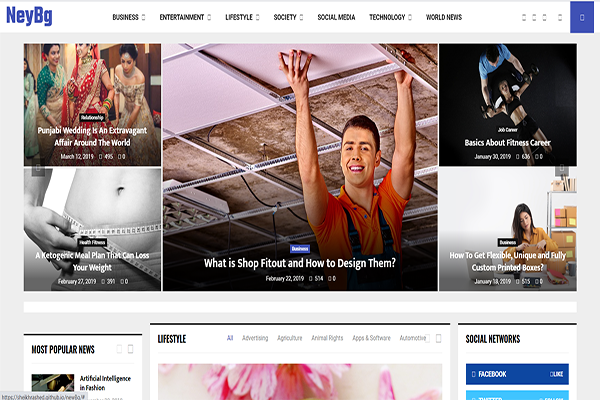 NeyBg
BUSINESS ENTERTAINMENT LIFESTYLE SOCIETY SOCIAL MEDIA TECHNOLOGY WORLD NEWS
Relationship
Punjabi Wedding Is An Extravagant
Affair Around The World
March 12, 2019 495 0
Health Fitness
A Ketogenic Meal Plan That Can Loss
Your Weight
February 27, 2019 391 0
Business
What is Shop Fitout and How to Design Them?
February 22, 2019 514 0
Job Career
Basics About Fitness Career
January 30, 2019 636 0
Business
How To Get Flexible, Unique and Fully
Custom Printed Boxes?
January 13, 2019 515 0
MOST POPULAR NEWS
Artificial Intelligence
in Fashion
LIFESTYLE
All Advertising Agriculture Animal Rights Apps & Software Automotive
SOCIAL NETWORKS
FACEBOOK LIKE
TWITTER
https://sheikhrashed.github.io/newbg/#